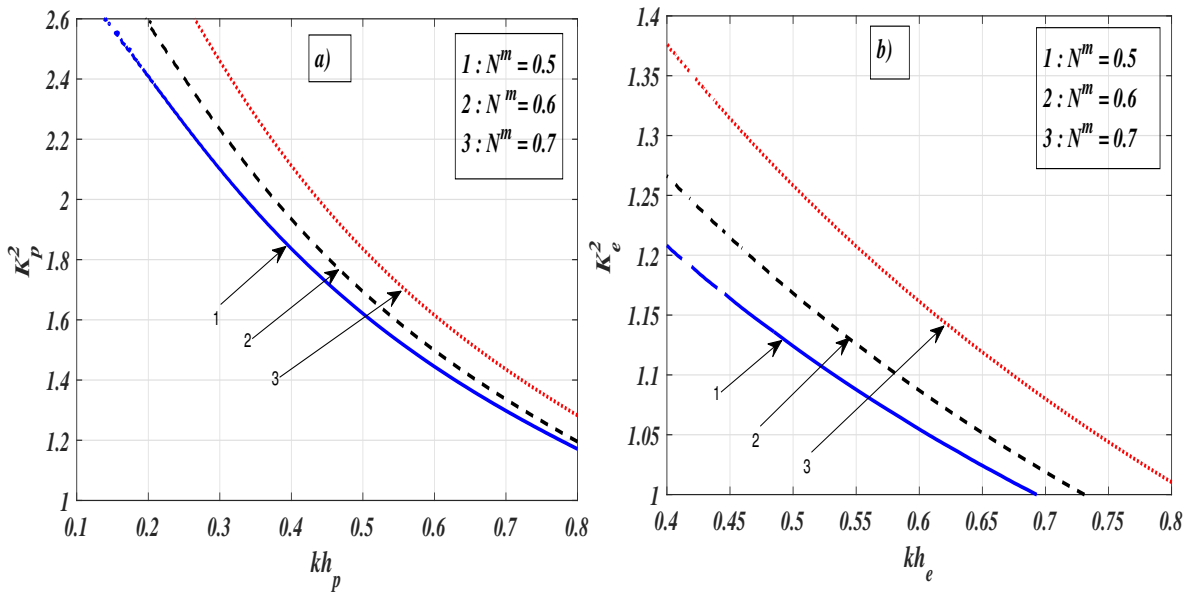 a)
1 : N^m = 0.5
2 : N^m = 0.6
3 : N^m = 0.7
2.6
2.4
2.2
2
1.8
1.6
1.4
1.2
1
K_p^2
1
2
3
0.1 0.2 0.3 0.4 0.5 0.6 0.7 0.8
kh_p
b)
1 : N^m = 0.5
2 : N^m = 0.6
3 : N^m = 0.7
1.4
1.35
1.3
1.25
1.2
1.15
1.1
1.05
1
K_e^2
1
2
3
0.4 0.45 0.5 0.55 0.6 0.65 0.7 0.75 0.8
kh_e